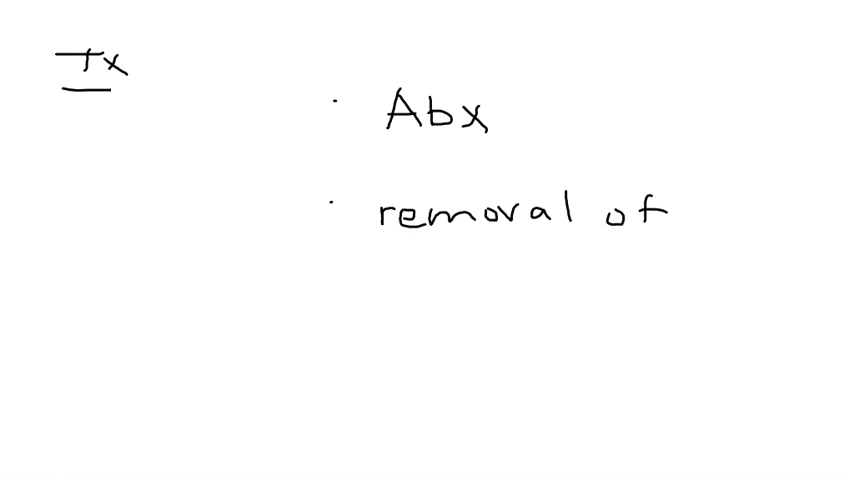 Tx
· Abx
· removal of